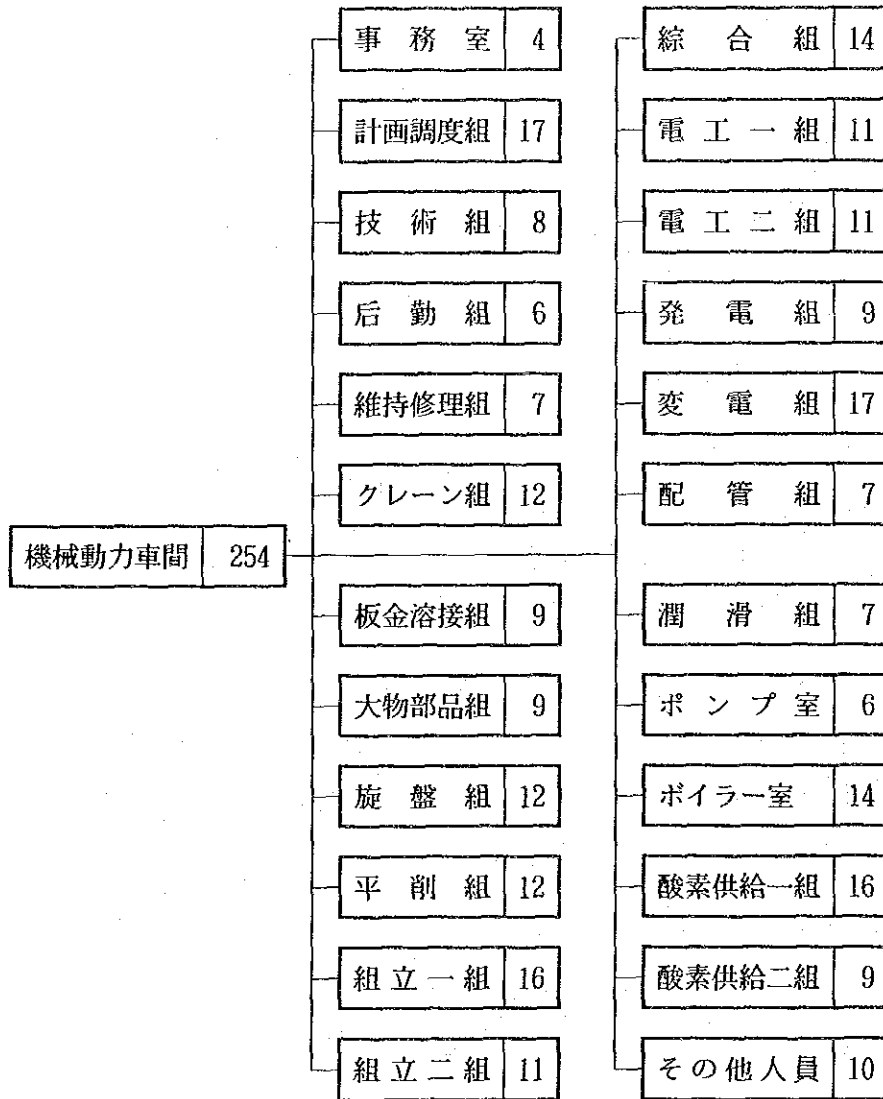 事務室 4
計画調度組 17
技術組 8
后勤組 6
維持修理組 7
クレーン組 12
機械動力車間 254
板金溶接組 9
大物部品組 9
旋盤組 12
平削組 12
組立一組 16
組立二組 11
綜合組 14
電工一組 11
電工二組 11
発電組 9
変電組 17
配管組 7
潤滑組 7
ポンプ室 6
ボイラー室 14
酸素供給一組 16
酸素供給二組 9
その他人員 10